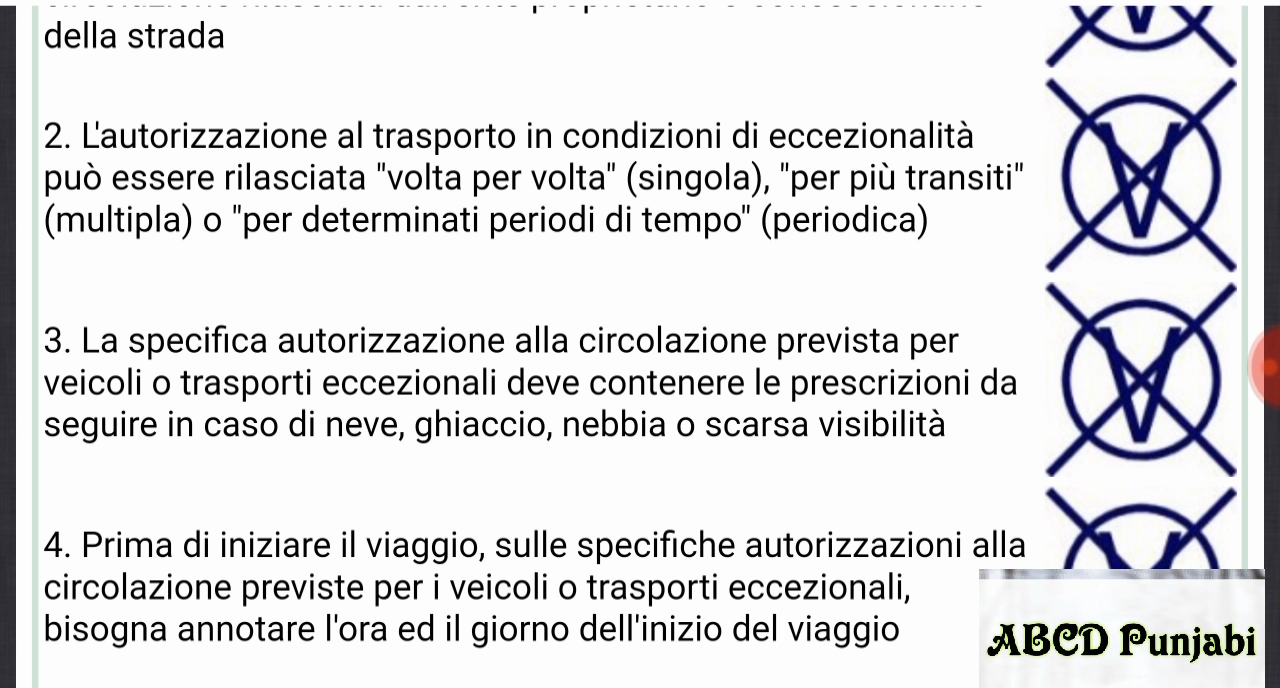 della strada
2. L'autorizzazione al trasporto in condizioni di eccezionalità
può essere rilasciata "volta per volta" (singola), "per più transiti"
(multipla) o "per determinati periodi di tempo" (periodica)
V
3. La specifica autorizzazione alla circolazione prevista per
veicoli o trasporti eccezionali deve contenere le prescrizioni da
seguire in caso di neve, ghiaccio, nebbia o scarsa visibilità
V
4. Prima di iniziare il viaggio, sulle specifiche autorizzazioni alla
circolazione previste per i veicoli o trasporti eccezionali,
bisogna annotare l'ora ed il giorno dell'inizio del viaggio
ABCD Punjabi